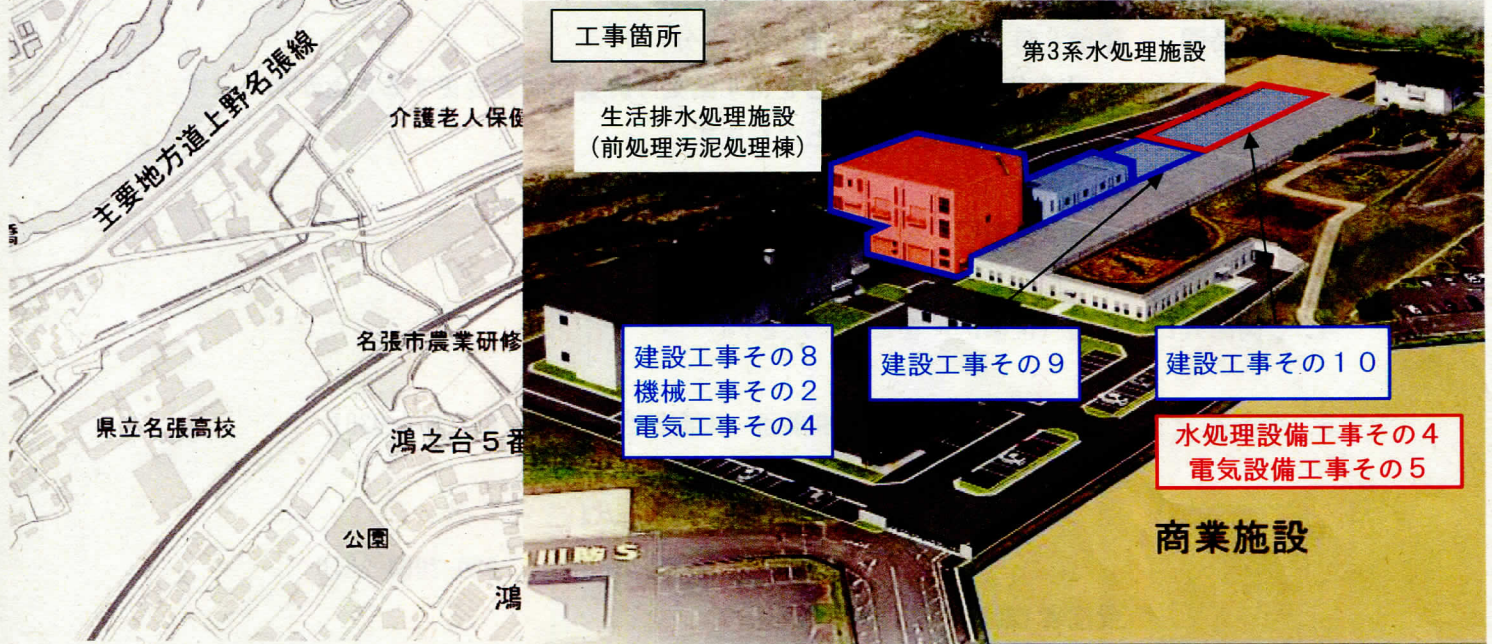 主要地方道上野名張線
介護老人保健
名張市農業研修
県立名張高校
鴻之台5番
公園
鴻
橋
工事箇所
第3系水処理施設
生活排水処理施設
(前処理汚泥処理棟)
建設工事その8
機械工事その2
電気工事その4
建設工事その9
建設工事その10
水処理設備工事その4
電気設備工事その5
商業施設